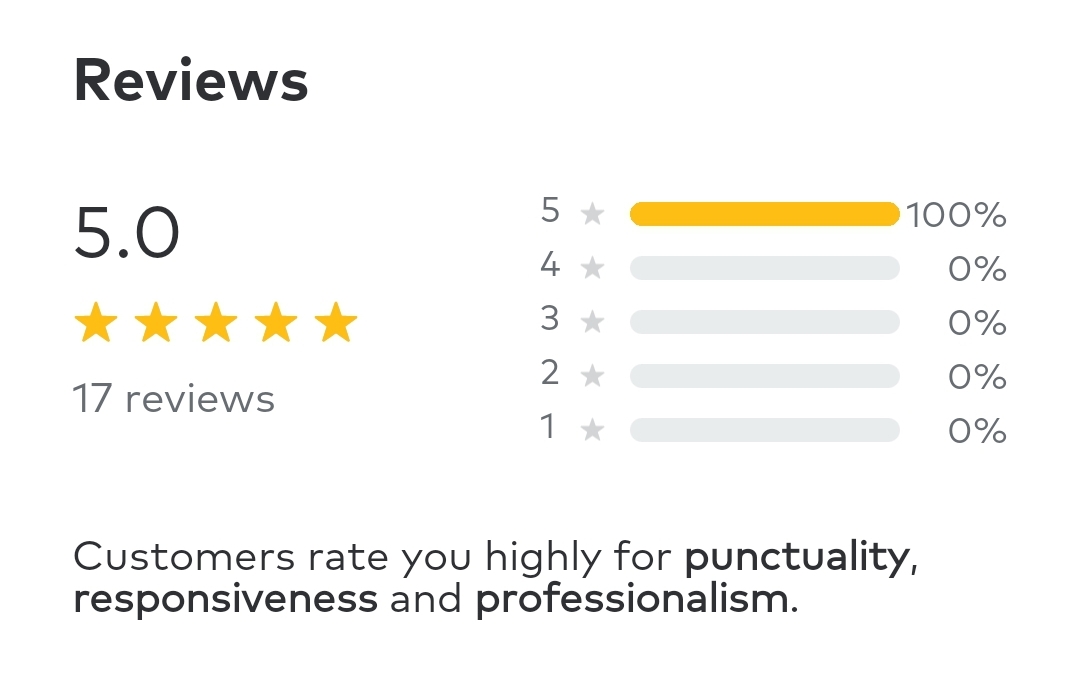 Reviews
5.0
17 reviews
5 100%
4 0%
3 0%
2 0%
1 0%
Customers rate you highly for punctuality,
responsiveness and professionalism.